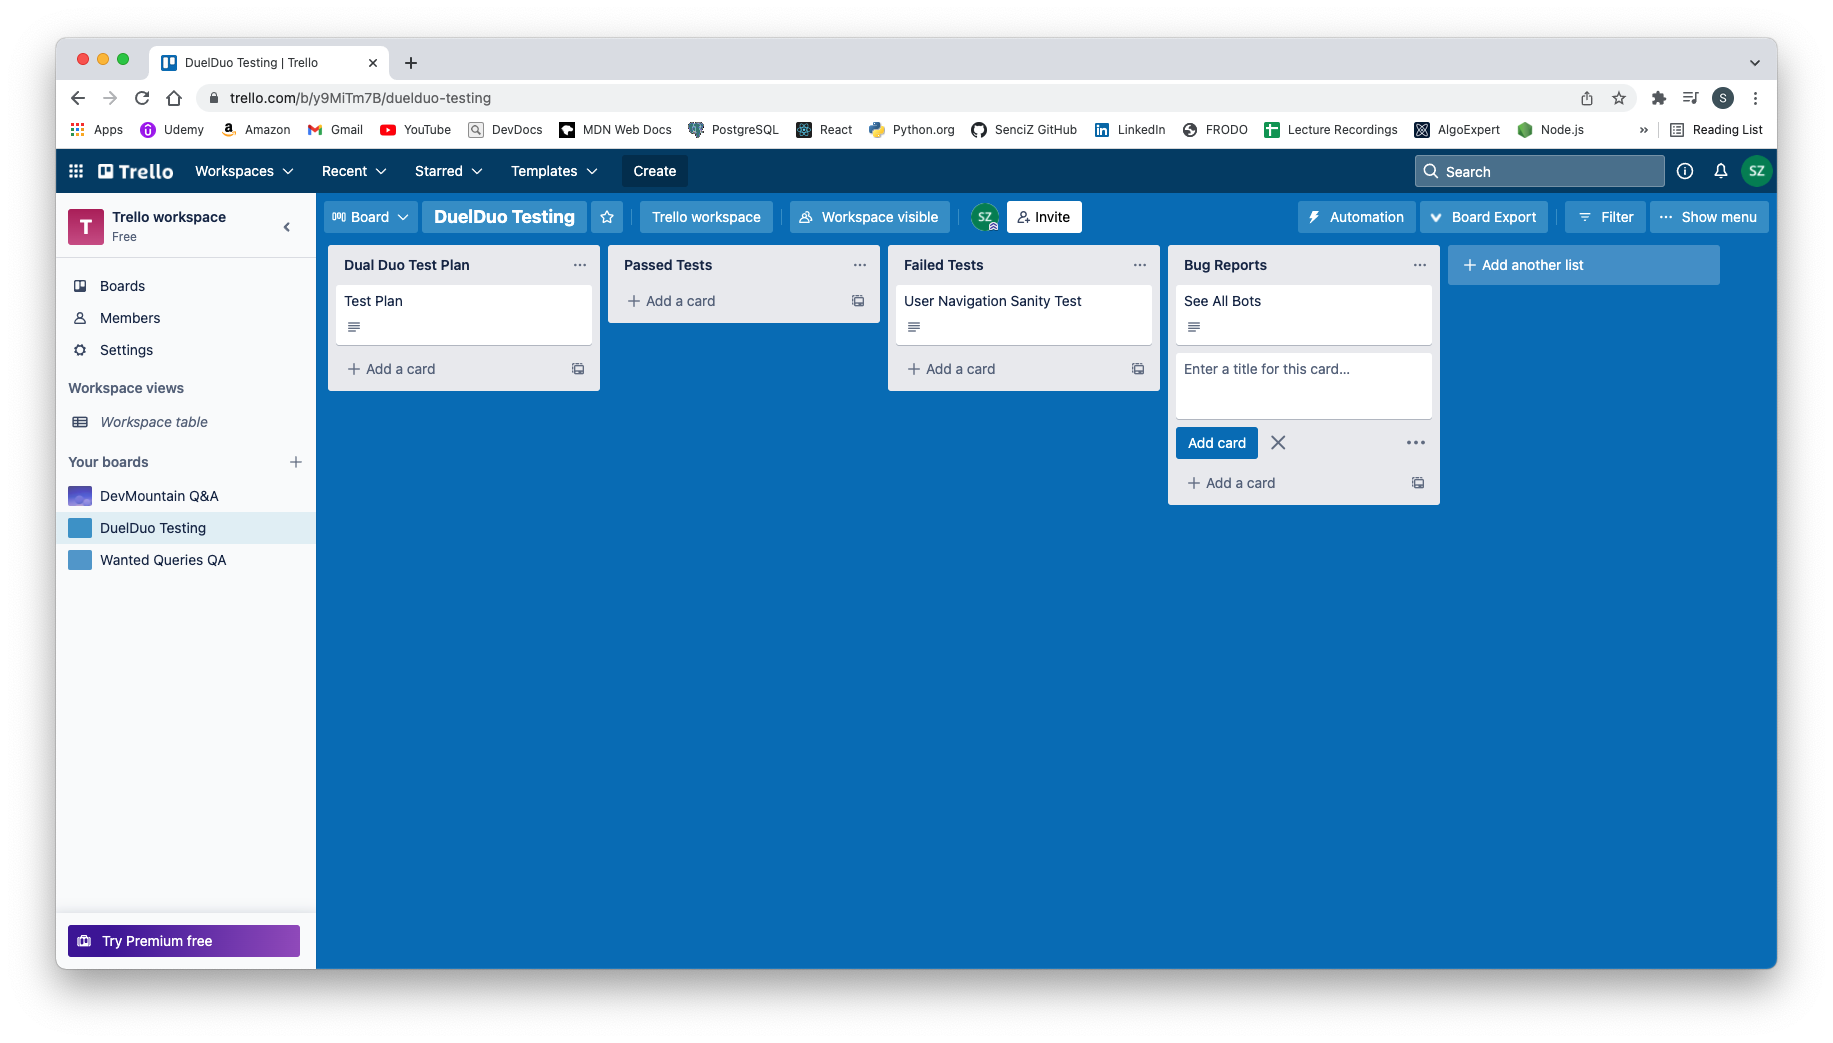 DuelDuo Testing | Trello
trello.com/b/y9MiTm7B/duelduo-testing
S
Apps Udemy Amazon Gmail YouTube DevDocs MDN Web Docs PostgreSQL React Python.org SenciZ GitHub LinkedIn FRODO Lecture Recordings AlgoExpert Node.js » Reading List
Trello Workspaces Recent Starred Templates Create Search SZ
T
Trello workspace
Free
Board DuelDuo Testing Trello workspace Workspace visible SZ Invite Automation Board Export Filter Show menu
Boards
Members
Settings
Workspace views
Workspace table
Your boards
DevMountain Q&A
DuelDuo Testing
Wanted Queries QA
Try Premium free
Dual Duo Test Plan
Test Plan
+ Add a card
Passed Tests
+ Add a card
Failed Tests
User Navigation Sanity Test
+ Add a card
Bug Reports
See All Bots
Enter a title for this card...
Add card
+ Add a card
+ Add another list